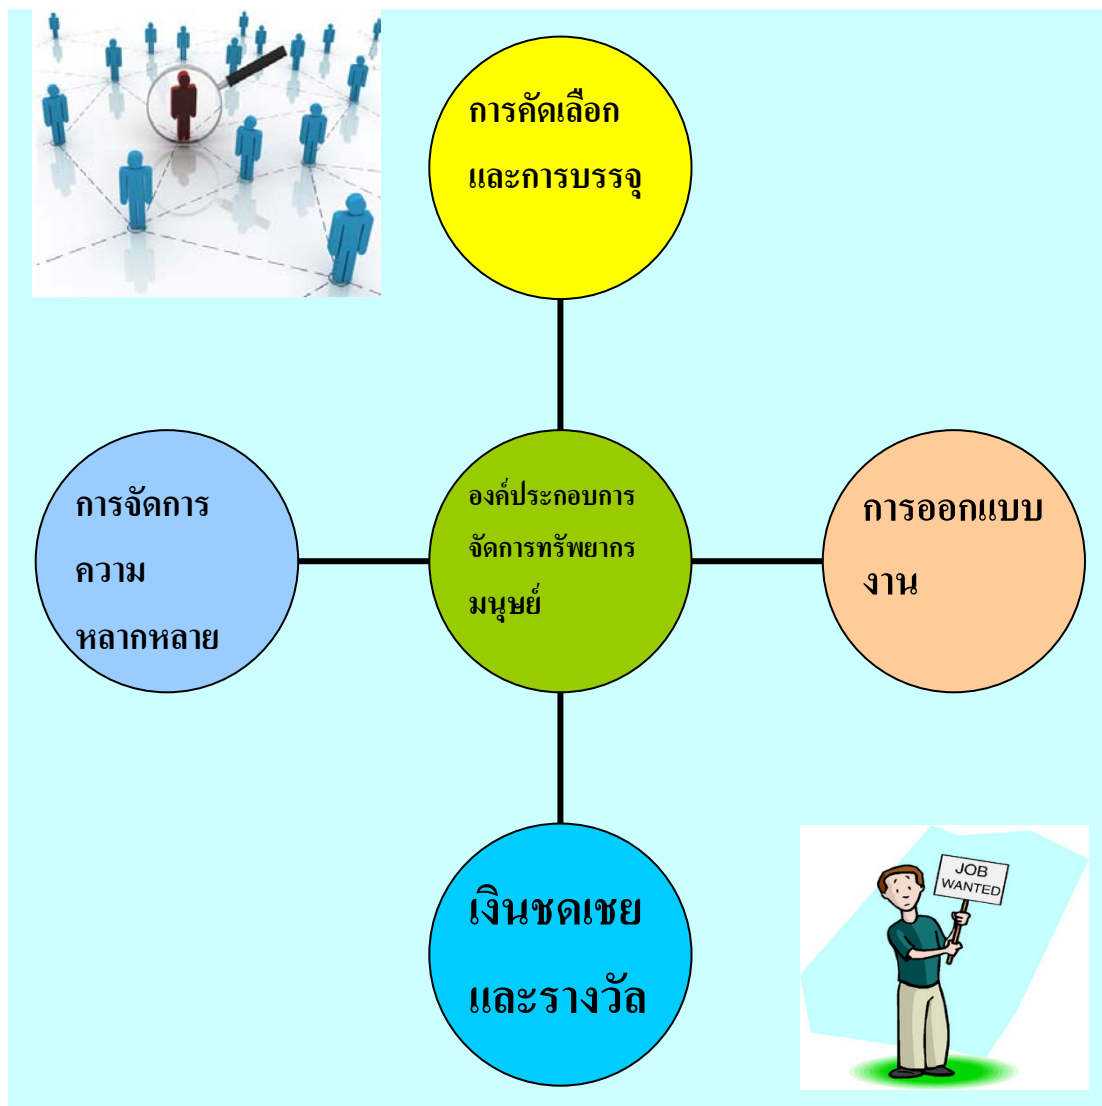 การคัดเลือก
และการบรรจุ
การจัดการ
ความ
หลากหลาย
องค์ประกอบการ
จัดการทรัพยากร
มนุษย์
การออกแบบ
งาน
เงินชดเชย
และรางวัล
JOB
WANTED